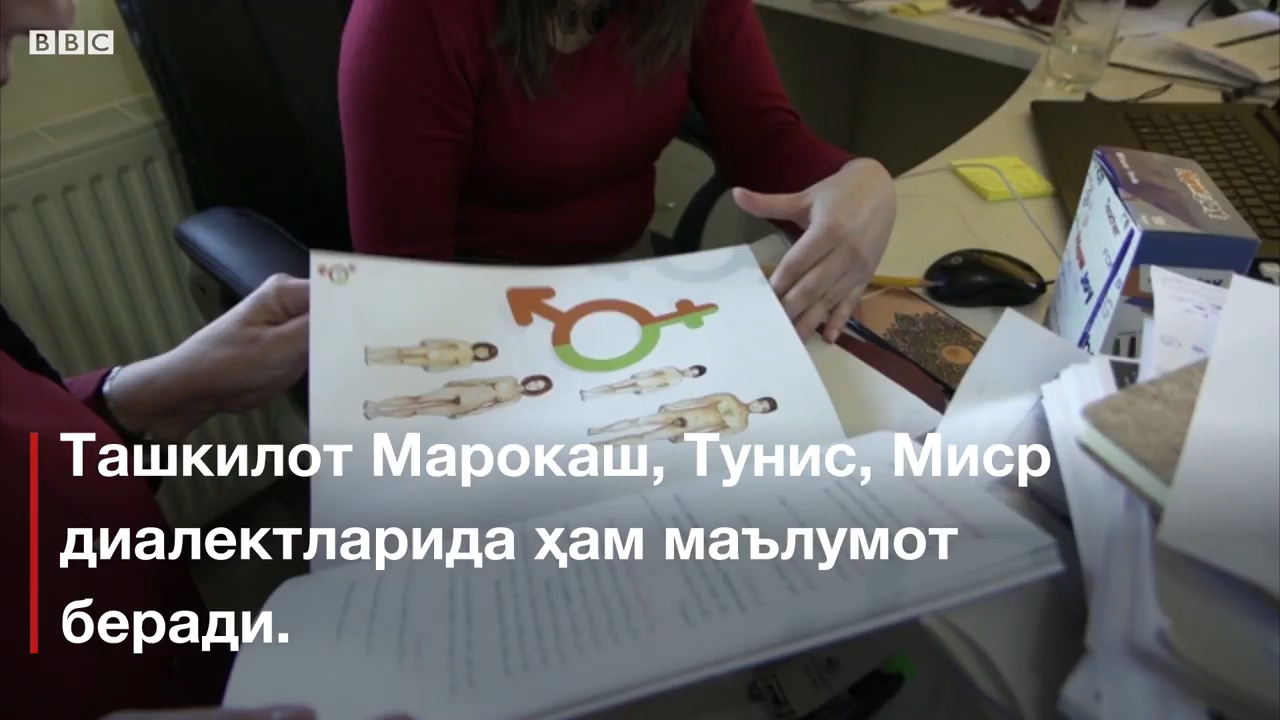 BBC
Ташкилот Марокаш, Тунис, Миср
диалектларида ҳам маълумот
беради.